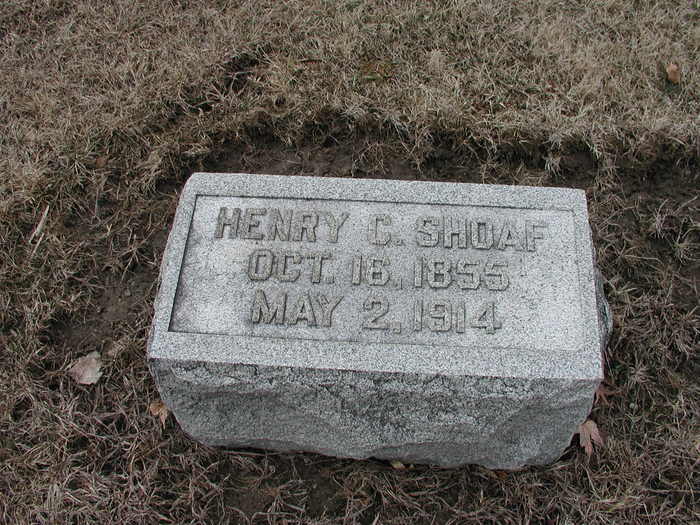 HENRY C. SHOAF
OCT. 16, 1855
MAY 2, 1914